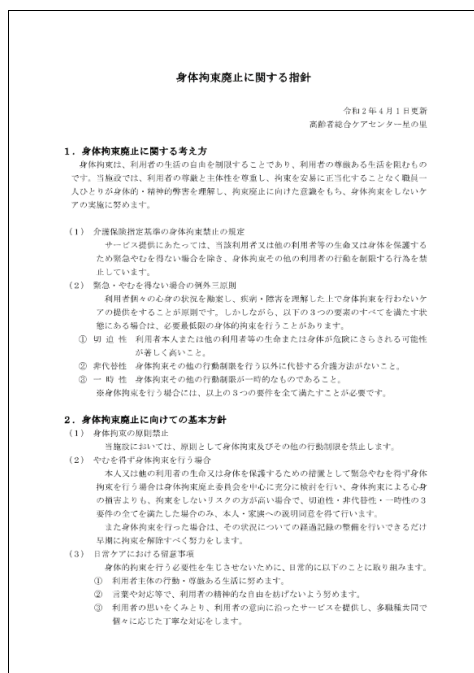 身体拘束廃止に関する指針
令和2年4月1日更新
高齢者総合ケアセンター星の里
1．身体拘束廃止に関する考え方
身体拘束は、利用者の生活の自由を制限することであり、利用者の尊厳ある生活を阻むもの
です。当施設では、利用者の尊厳と主体性を尊重し、拘束を安易に正当化することなく職員一
人ひとりが身体的・精神的弊害を理解し、拘束廃止に向けた意識をもち、身体拘束をしないケ
アの実施に努めます。
（1） 介護保険指定基準の身体拘束禁止の規定
サービス提供にあたっては、当該利用者又は他の利用者等の生命又は身体を保護する
ため緊急やむを得ない場合を除き、身体拘束その他の利用者の行動を制限する行為を禁
止しています。
（2） 緊急・やむを得ない場合の例外三原則
利用者個々の心身の状況を勘案し、疾病・障害を理解した上で身体拘束を行わないケ
アの提供をすることが原則です。しかしながら、以下の3つの要素のすべてを満たす状
態にある場合は、必要最低限の身体的拘束を行うことがあります。
① 切 迫 性 利用者本人または他の利用者等の生命または身体が危険にさらされる可能性
が著しく高いこと。
② 非代替性 身体拘束その他の行動制限を行う以外に代替する介護方法がないこと。
③ 一 時 性 身体拘束その他の行動制限が一時的なものであること。
※身体拘束を行う場合には、以上の3つの要件を全て満たすことが必要です。
2．身体拘束廃止に向けての基本方針
（1） 身体拘束の原則禁止
当施設においては、原則として身体拘束及びその他の行動制限を禁止します。
（2） やむを得ず身体拘束を行う場合
本人又は他の利用者の生命又は身体を保護するための措置として緊急やむを得ず身体
拘束を行う場合は身体拘束廃止委員会を中心に充分に検討を行い、身体拘束による心身
の損害よりも、拘束をしないリスクの方が高い場合で、切迫性・非代替性・一時性の3
要件の全てを満たした場合のみ、本人・家族への説明同意を得て行います。
また身体拘束を行った場合は、その状況についての経過記録の整備を行いできるだけ
早期に拘束を解除すべく努力をします。
（3） 日常ケアにおける留意事項
身体的拘束を行う必要性を生じさせないために、日常的に以下のことに取り組みます。
① 利用者主体の行動・尊厳ある生活に努めます。
② 言葉や対応等で、利用者の精神的な自由を妨げないよう努めます。
③ 利用者の思いをくみとり、利用者の意向に沿ったサービスを提供し、多職種共同で
個々に応じた丁寧な対応をします。